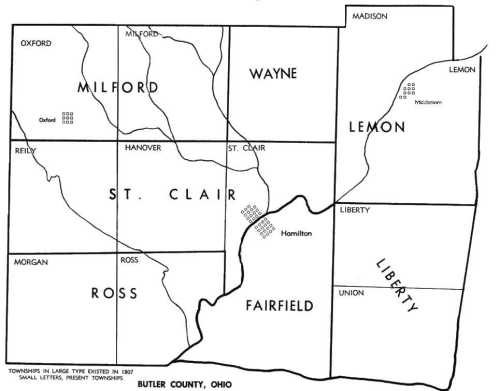 MADISON
OXFORD
MILFORD
LEMON
WAYNE
MILFORD
Oxford
Middletown
LEMON
REILY
HANOVER
ST. CLAIR
ST. CLAIR
LIBERTY
Hamilton
MORGAN
ROSS
LIBERTY
ROSS
UNION
FAIRFIELD
TOWNSHIPS IN LARGE TYPE EXISTED IN 1807
SMALL LETTERS, PRESENT TOWNSHIPS
BUTLER COUNTY, OHIO